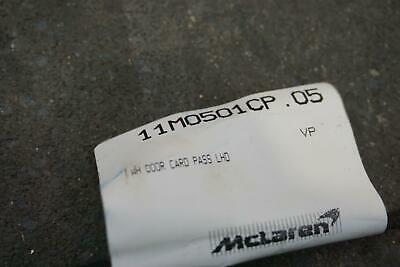 11M0501CP.05
VP
WH DOOR CARD PASS LHD
McLaren